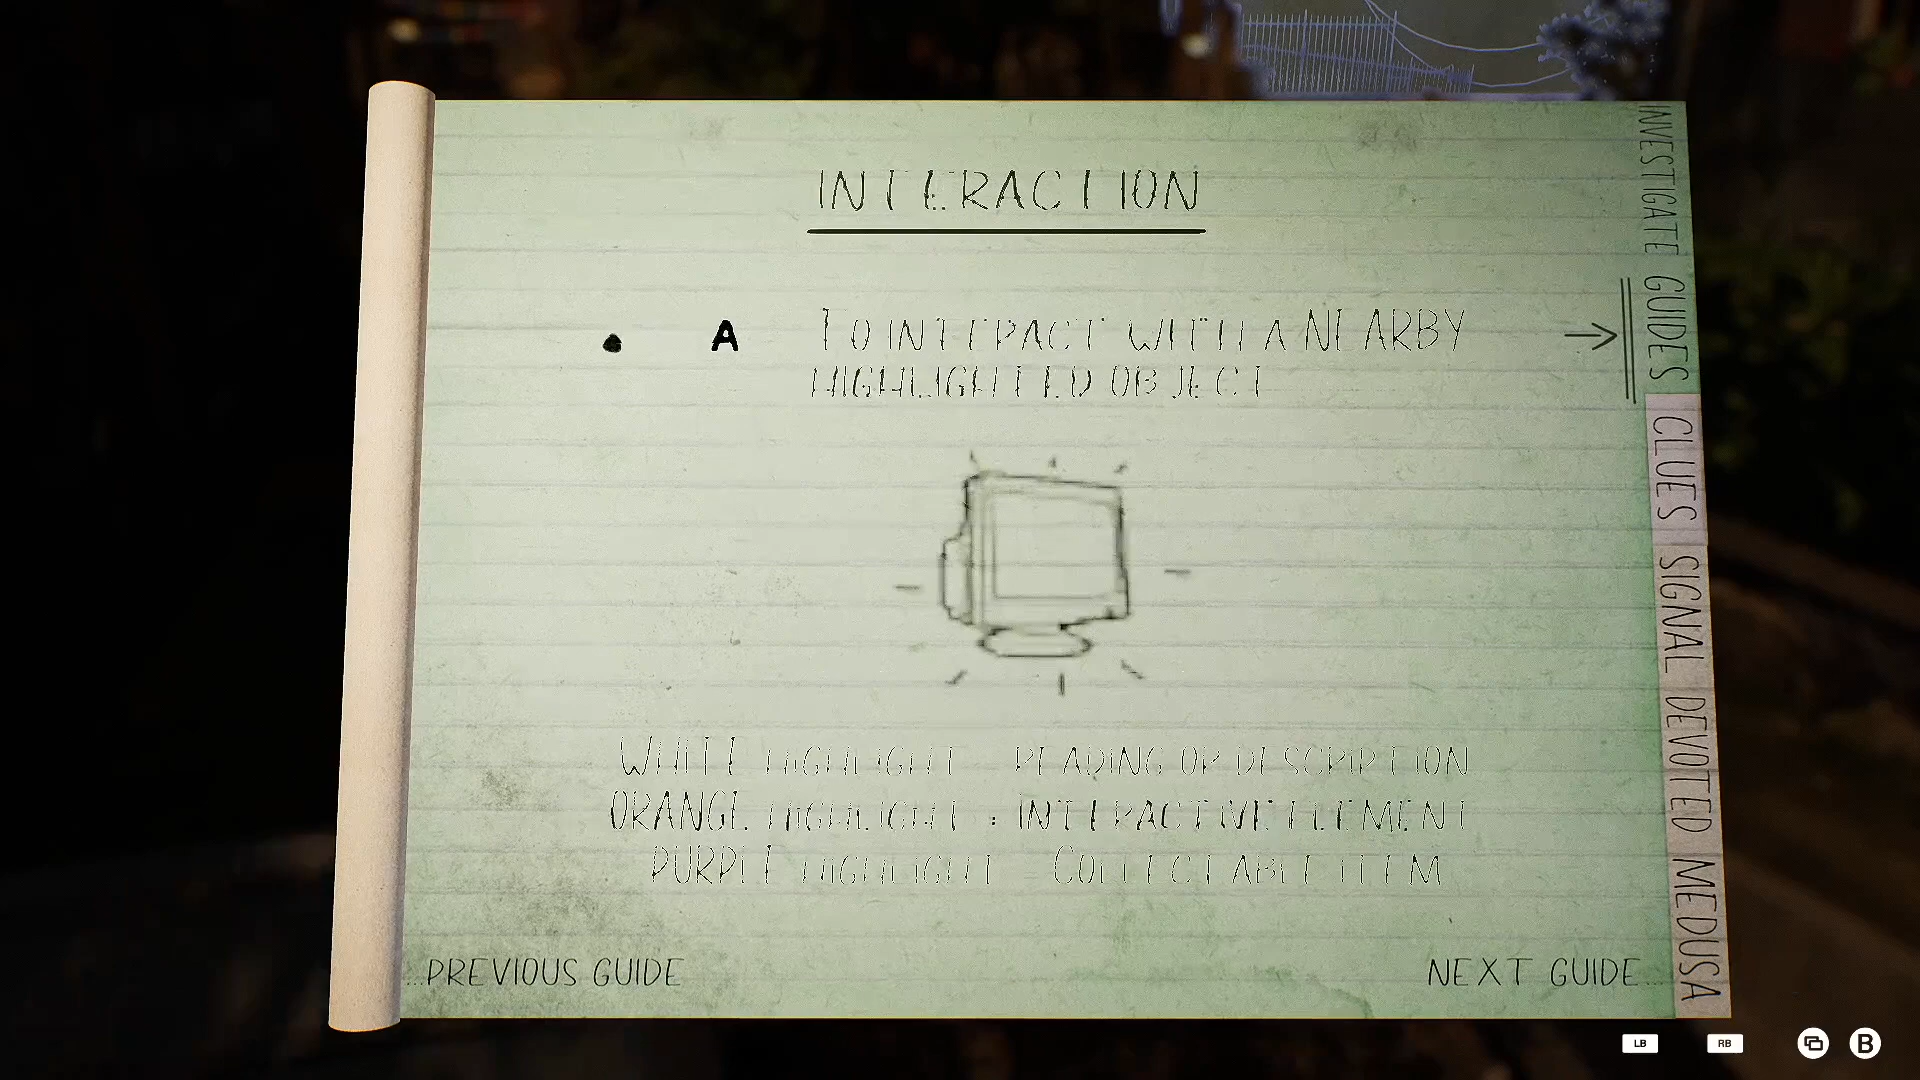 INTERACTION
A TO INTERACT WITH A NEARBY
HIGHLIGHTED OBJECT
WHITE HIGHLIGHT : READING OR DESCRIPTION
ORANGE HIGHLIGHT : INTERACTIVE ELEMENT
PURPLE HIGHLIGHT : COLLECTABLE ITEM
...PREVIOUS GUIDE
NEXT GUIDE...
INVESTIGATE
GUIDES
CLUES
SIGNAL
DEVOTED
MEDUSA
LB
RB
B